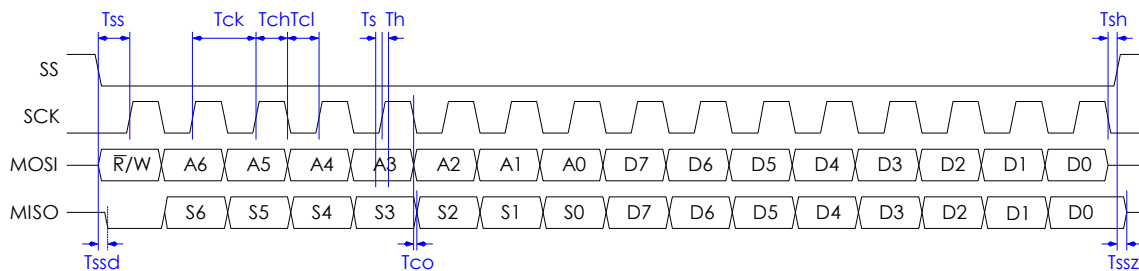 Tss Tck Tch Tcl Ts Th Tsh
SS
SCK
MOSI R̅/W A6 A5 A4 A3 A2 A1 A0 D7 D6 D5 D4 D3 D2 D1 D0
MISO S6 S5 S4 S3 S2 S1 S0 D7 D6 D5 D4 D3 D2 D1 D0
Tssd Tco Tssz